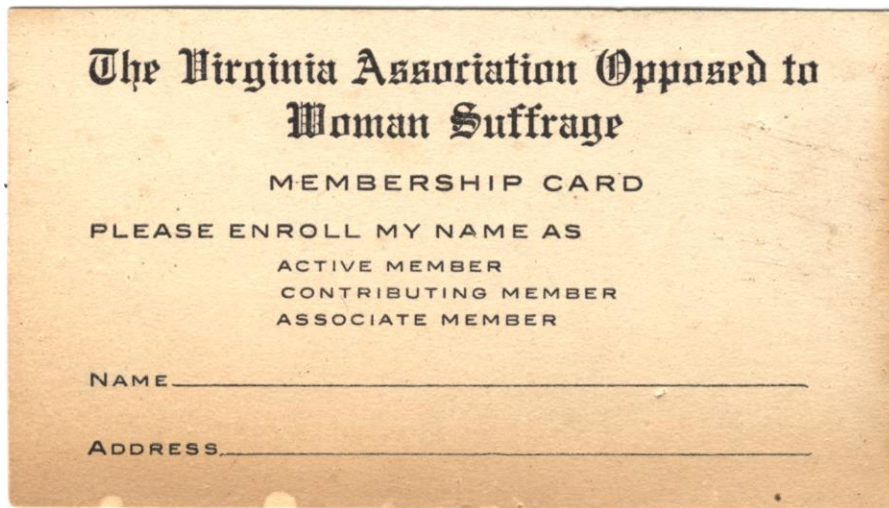 The Virginia Association Opposed to
Woman Suffrage
MEMBERSHIP CARD
PLEASE ENROLL MY NAME AS
ACTIVE MEMBER
CONTRIBUTING MEMBER
ASSOCIATE MEMBER
NAME
ADDRESS